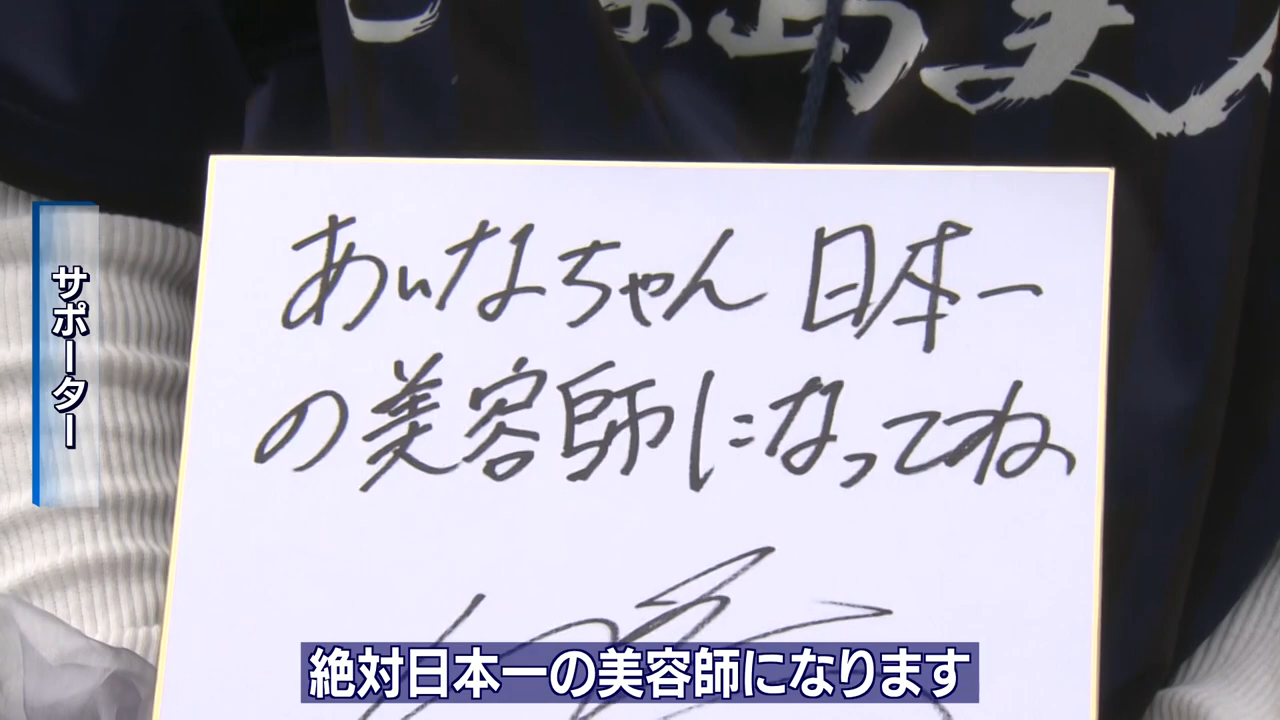 サポーター
あいなちゃん 日本一
の美容師になってね
絶対日本一の美容師になります